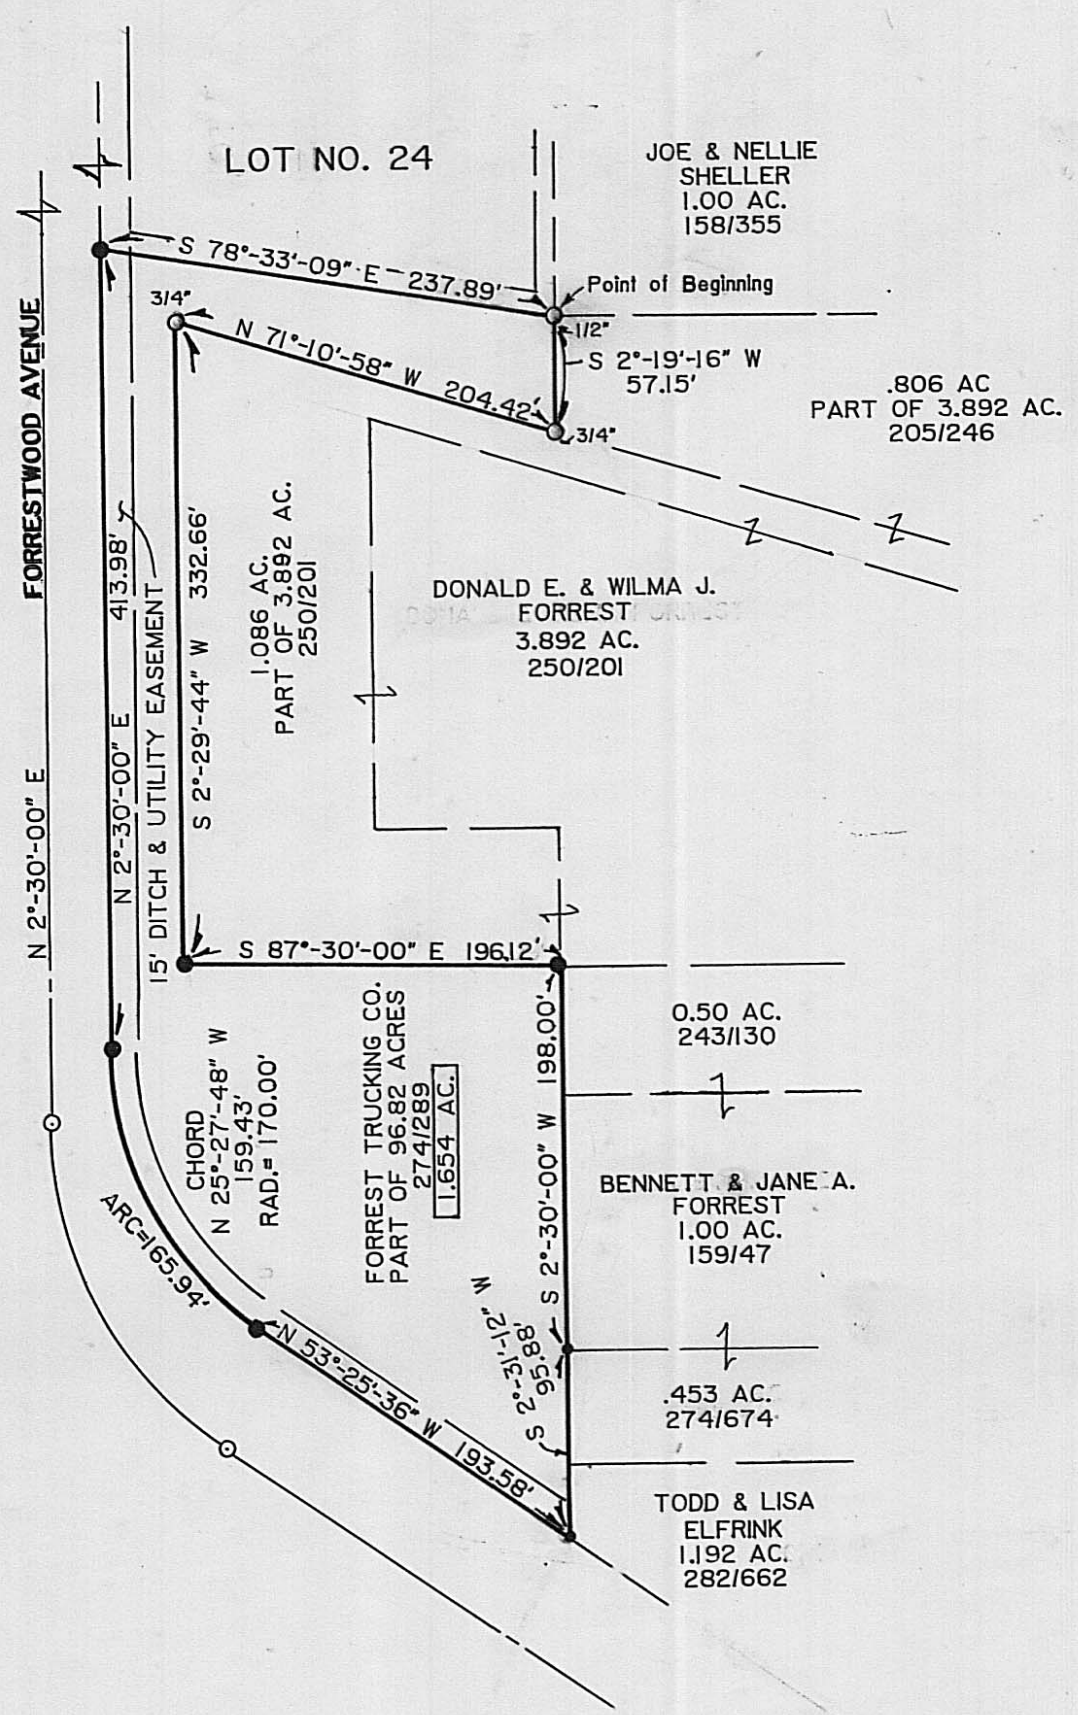 LOT NO. 24
JOE & NELLIE
SHELLER
1.00 AC.
158/355
S 78°-33'-09" E 237.89'
Point of Beginning
1/2"
3/4"
N 71°-10'-58" W 204.42'
S 2°-19'-16" W
57.15'
3/4"
.806 AC
PART OF 3.892 AC.
205/246
FORRESTWOOD AVENUE
N 2°-30'-00" E
N 2°-30'-00" E 413.98'
15' DITCH & UTILITY EASEMENT
S 2°-29'-44" W 332.66'
1.086 AC.
PART OF 3.892 AC.
250/201
DONALD E. & WILMA J.
FORREST
3.892 AC.
250/201
S 87°-30'-00" E 196.12'
0.50 AC.
243/130
CHORD
N 25°-27'-48" W
159.43'
RAD.= 170.00'
ARC=165.94'
FORREST TRUCKING CO.
PART OF 96.82 ACRES
274/289
1.654 AC.
S 2°-30'-00" W 198.00'
BENNETT & JANE A.
FORREST
1.00 AC.
159/47
S 2°-31'-12" W
95.88'
N 53°-25'-36" W 193.58'
.453 AC.
274/674
TODD & LISA
ELFRINK
1.192 AC.
282/662